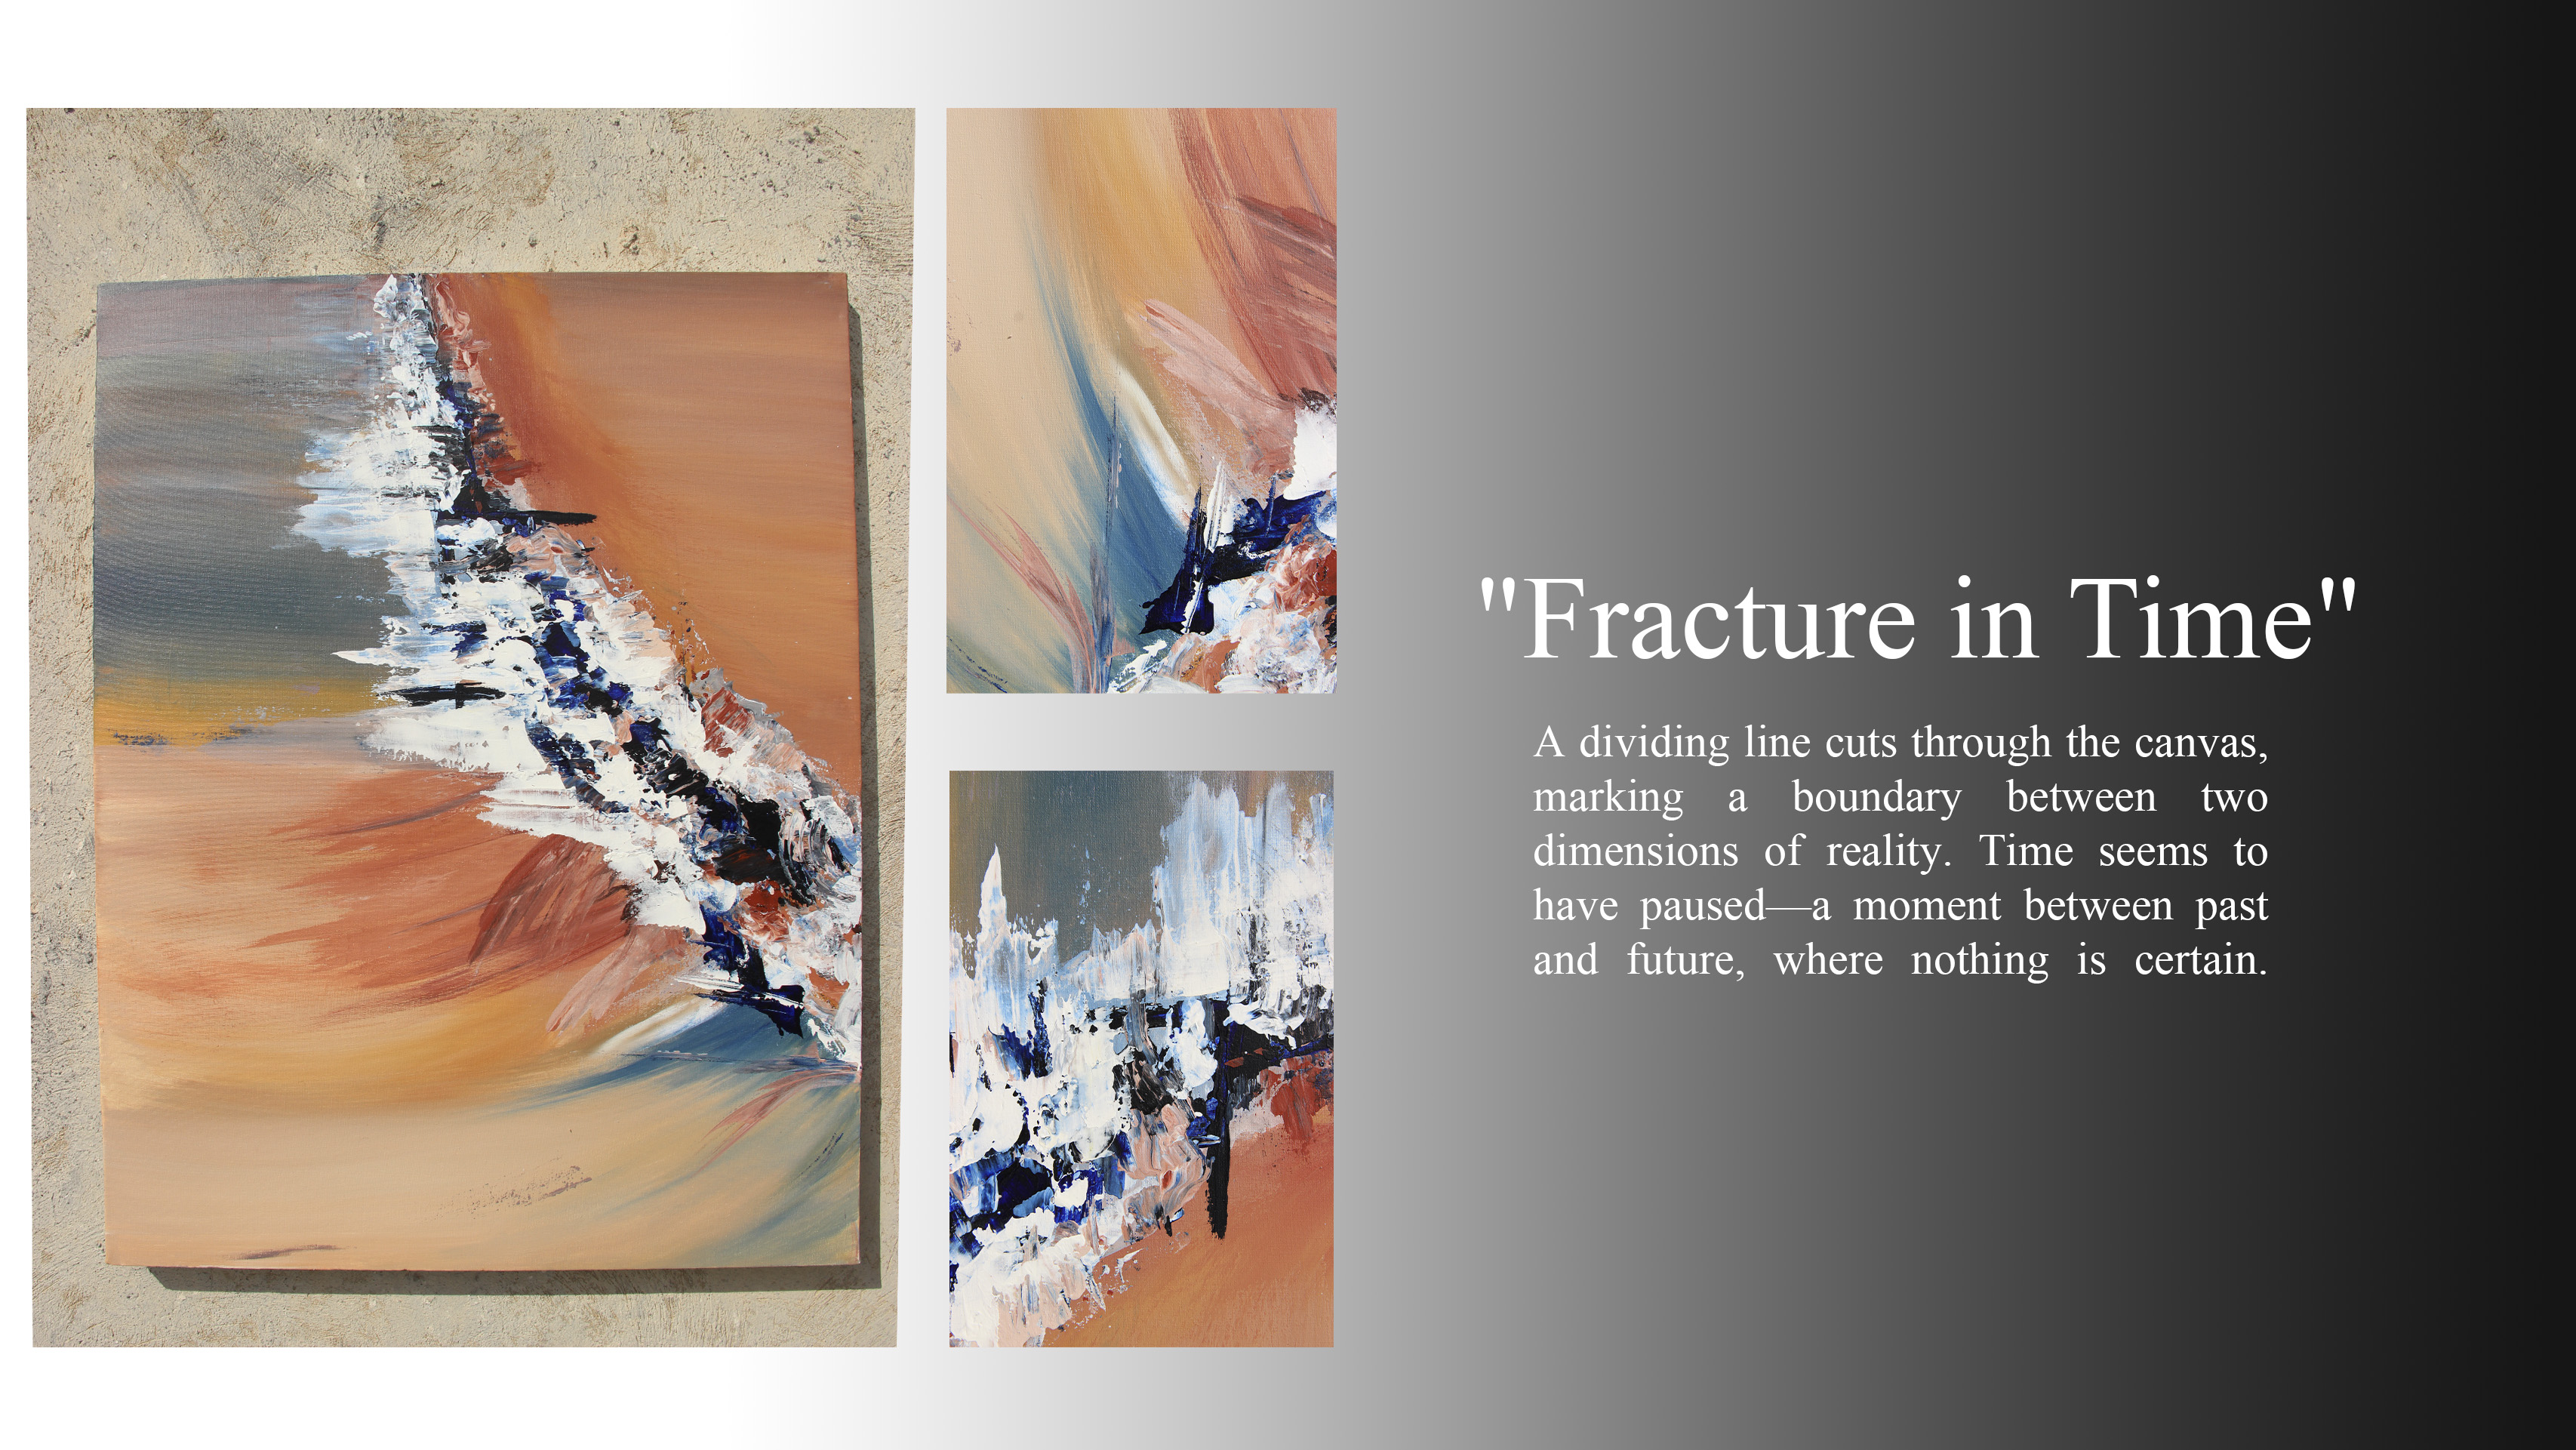 "Fracture in Time"
A dividing line cuts through the canvas,
marking a boundary between two
dimensions of reality. Time seems to
have paused—a moment between past
and future, where nothing is certain.